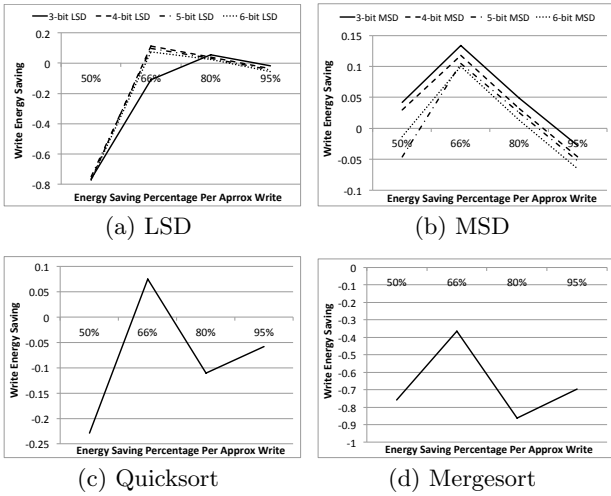 3-bit LSD 4-bit LSD 5-bit LSD 6-bit LSD
0.2
0
-0.2
-0.4
-0.6
-0.8
50% 66% 80% 95%
Write Energy Saving
Energy Saving Percentage Per Aprrox Write
(a) LSD
3-bit MSD 4-bit MSD 5-bit MSD 6-bit MSD
0.15
0.1
0.05
0
-0.05
-0.1
50% 66% 80% 95%
Write Energy Saving
Energy Saving Percentage Per Approx Write
(b) MSD
0.1
0.05
0
-0.05
-0.1
-0.15
-0.2
-0.25
50% 66% 80% 95%
Write Energy Saving
Energy Saving Percentage Per Approx Write
(c) Quicksort
0
-0.1
-0.2
-0.3
-0.4
-0.5
-0.6
-0.7
-0.8
-0.9
-1
50% 66% 80% 95%
Write Energy Saving
Energy Saving Percentage Per Approx Write
(d) Mergesort